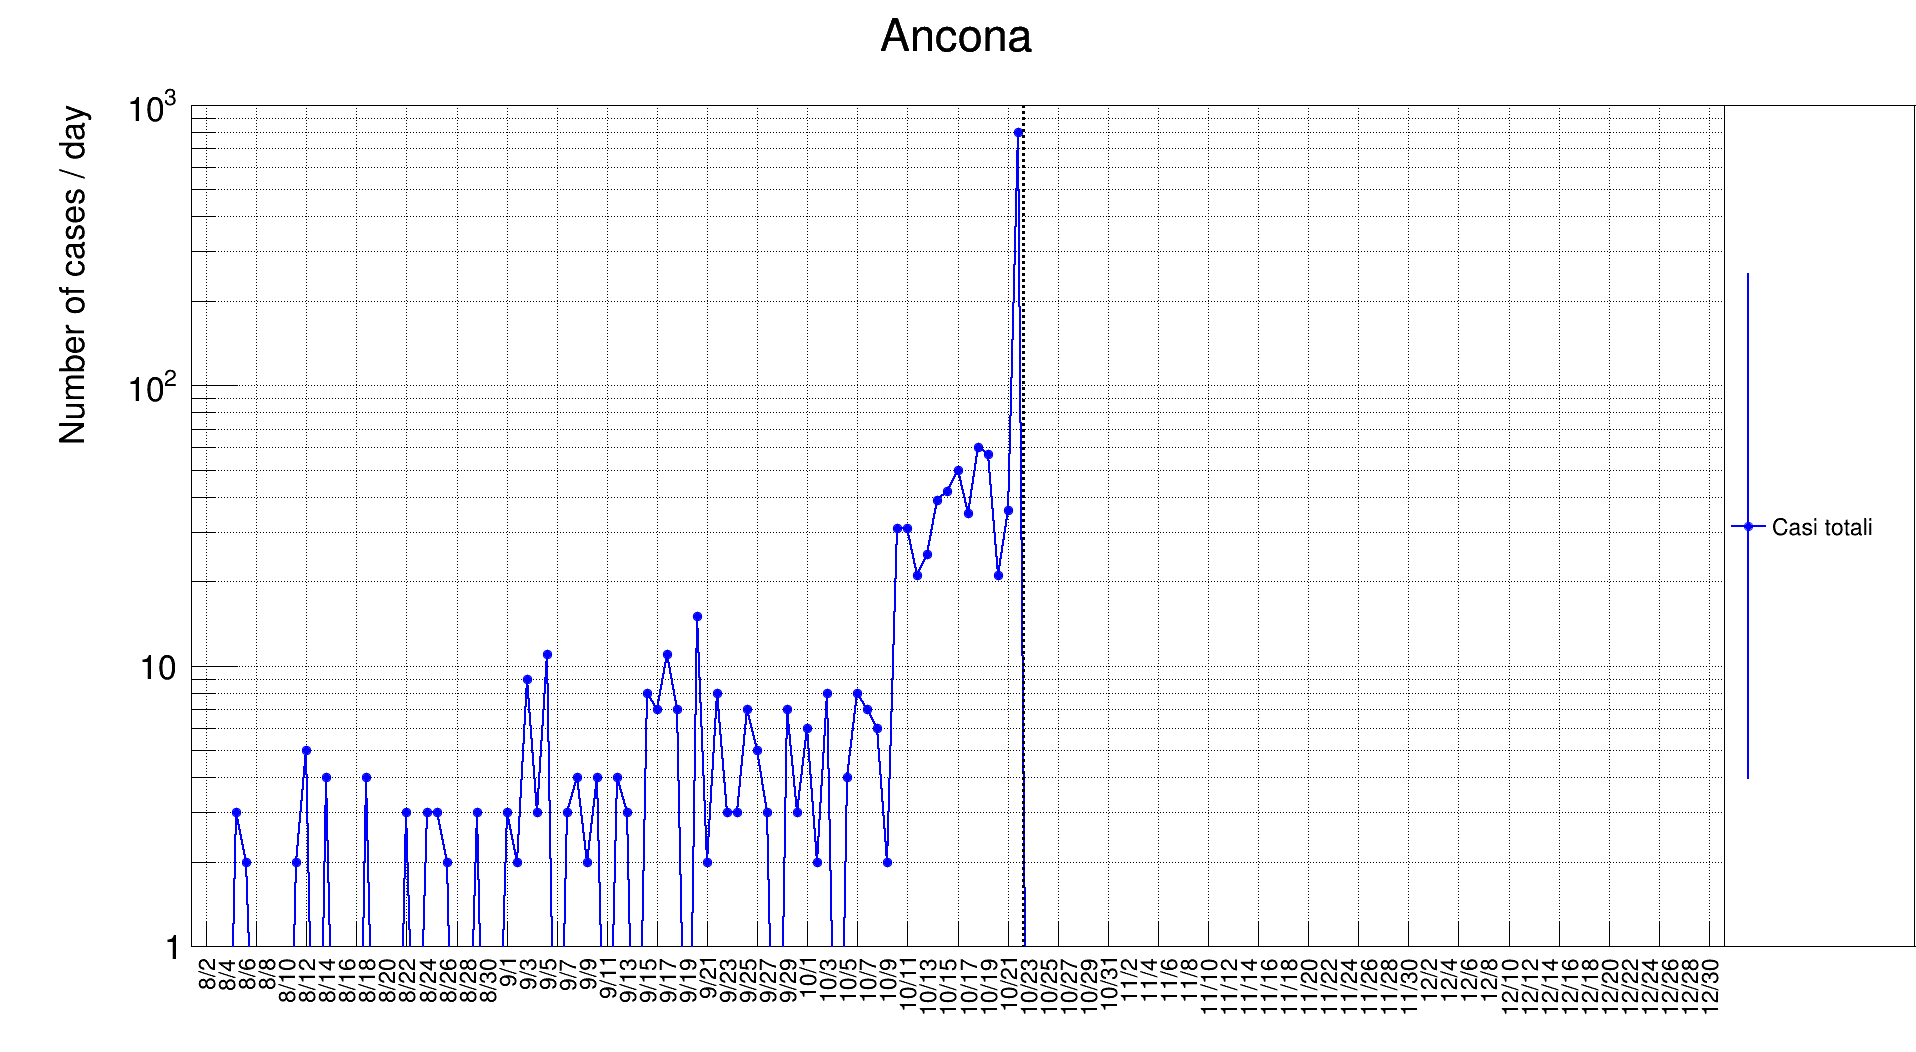 Ancona
Number of cases / day
10³
10²
10
1
8/2 8/4 8/6 8/8 8/10 8/12 8/14 8/16 8/18 8/20 8/22 8/24 8/26 8/28 8/30 9/1 9/3 9/5 9/7 9/9 9/11 9/13 9/15 9/17 9/19 9/21 9/23 9/25 9/27 9/29 10/1 10/3 10/5 10/7 10/9 10/11 10/13 10/15 10/17 10/19 10/21 10/23 10/25 10/27 10/29 10/31 11/2 11/4 11/6 11/8 11/10 11/12 11/14 11/16 11/18 11/20 11/22 11/24 11/26 11/28 11/30 12/2 12/4 12/6 12/8 12/10 12/12 12/14 12/16 12/18 12/20 12/22 12/24 12/26 12/28 12/30
Casi totali